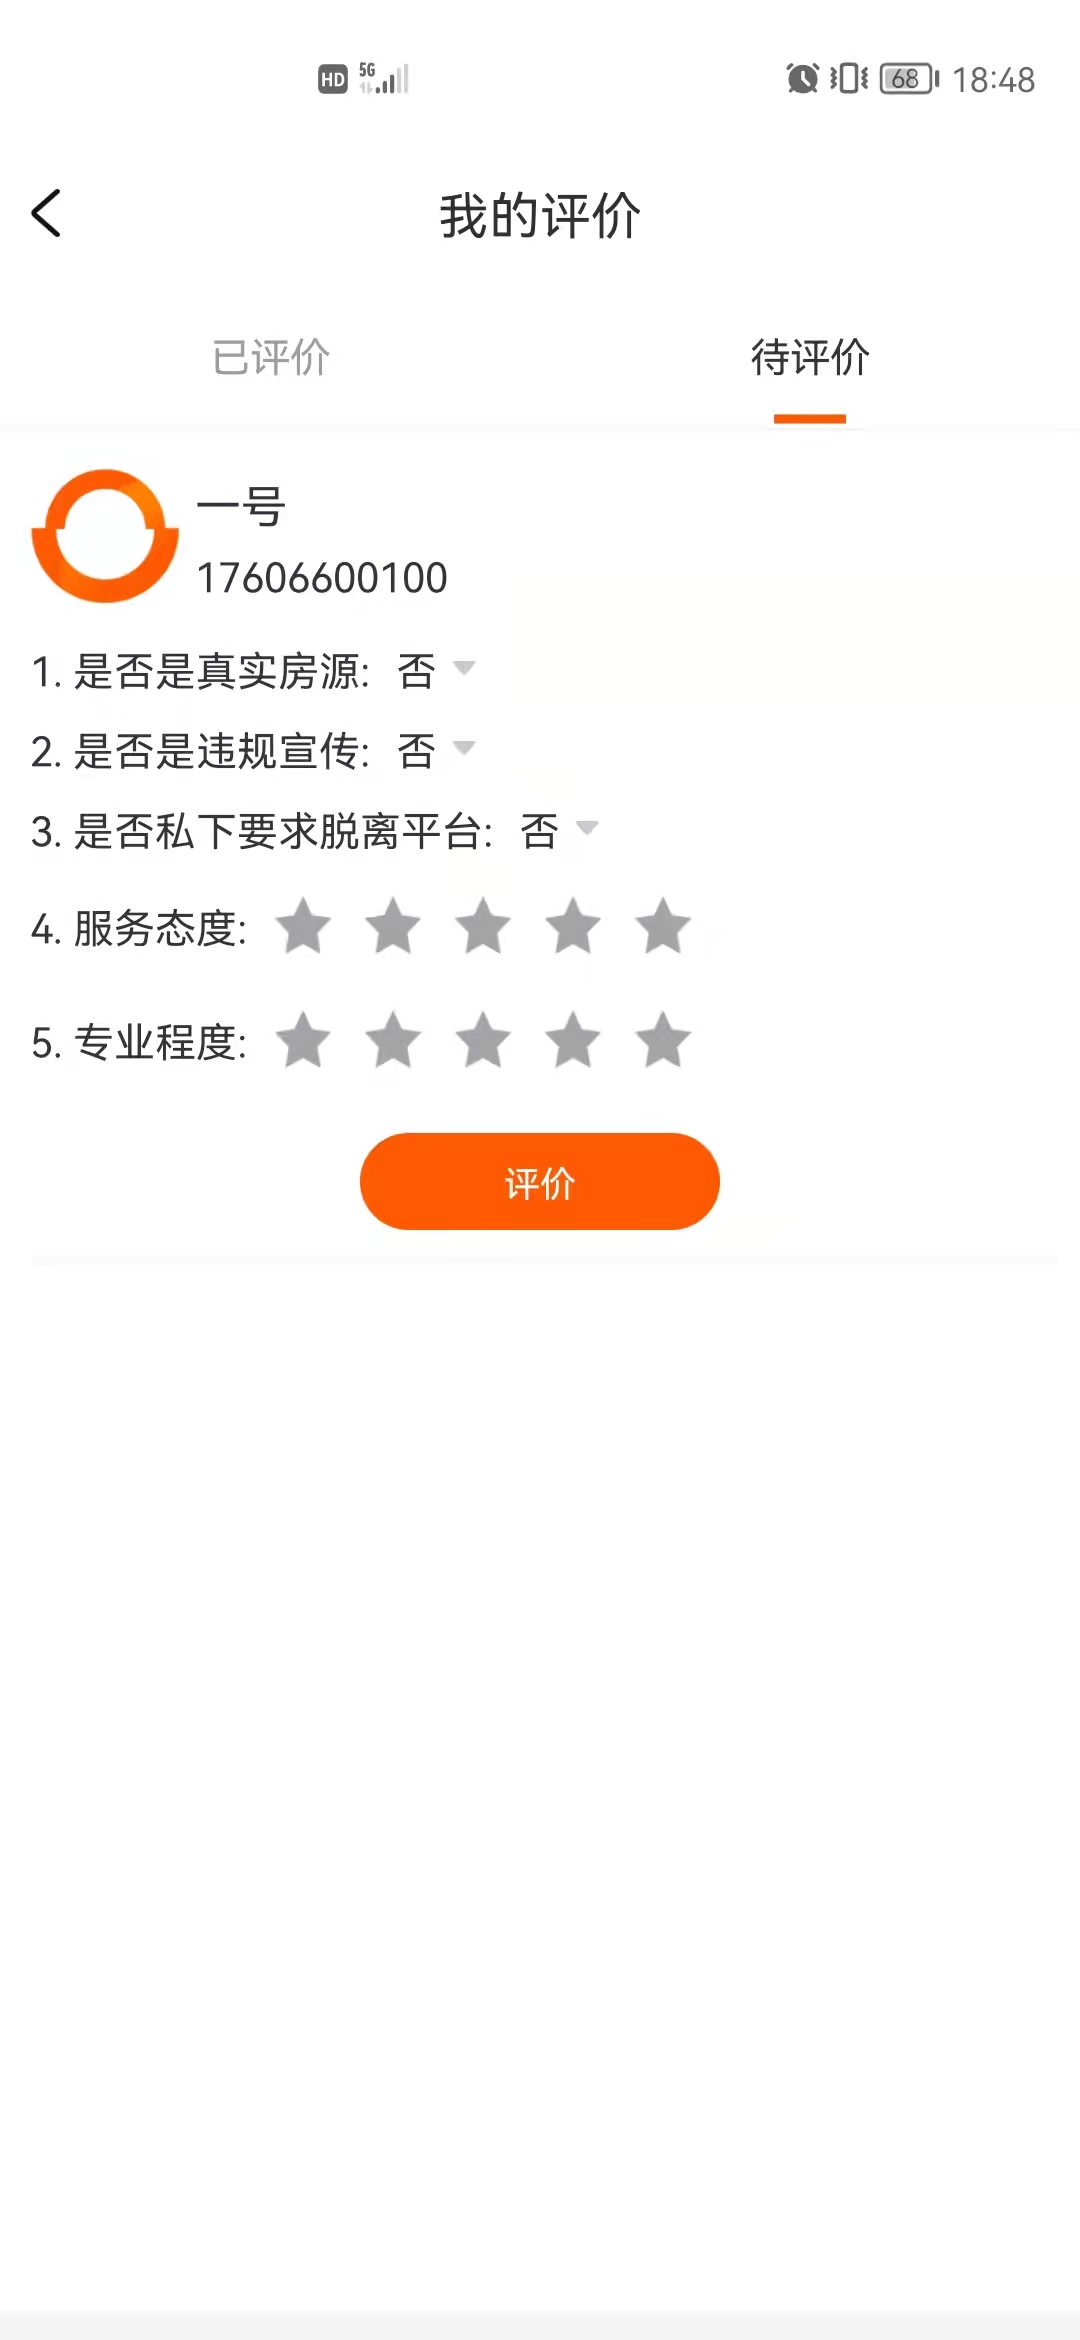 HD 5G 68 18:48
我的评价
已评价 待评价
一号
17606600100
1. 是否是真实房源: 否
2. 是否是违规宣传: 否
3. 是否私下要求脱离平台: 否
4. 服务态度:
5. 专业程度:
评价